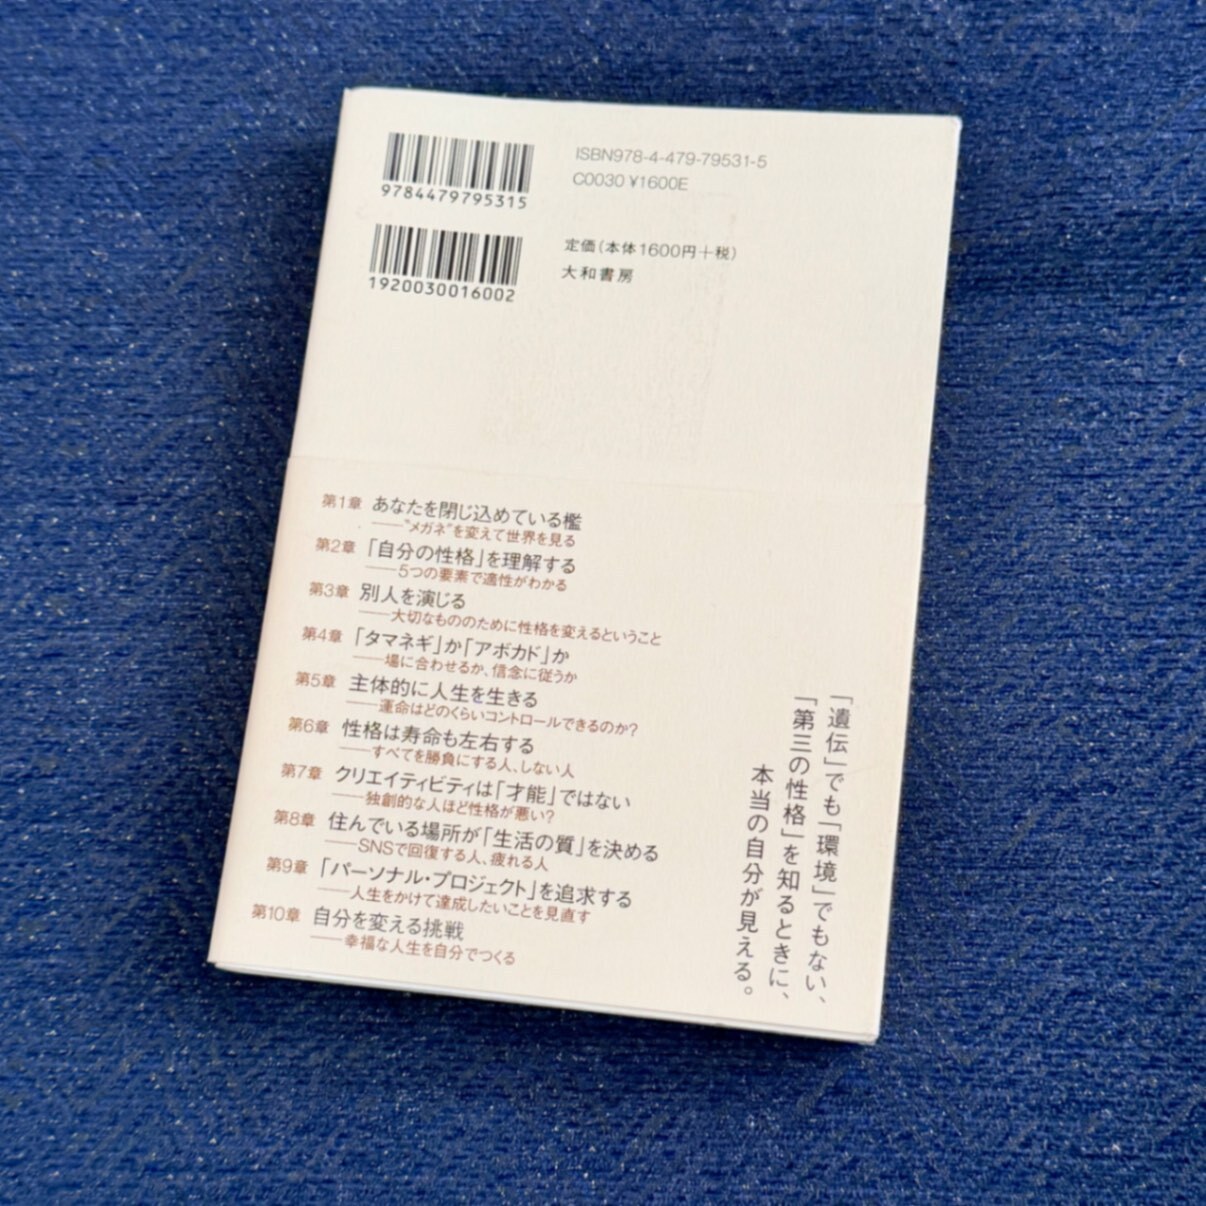 9784479795315
ISBN978-4-479-79531-5
C0030 ¥1600E
1920030016002
定価(本体1600円+税)
大和書房
第1章 あなたを閉じ込めている檻
――“メガネ”を変えて世界を見る
第2章 「自分の性格」を理解する
――5つの要素で適性がわかる
第3章 別人を演じる
――大切なもののために性格を変えるということ
第4章 「タマネギ」か「アボカド」か
――場に合わせるか、信念に従うか
第5章 主体的に人生を生きる
――運命はどのくらいコントロールできるのか?
第6章 性格は寿命も左右する
――すべてを勝負にする人、しない人
第7章 クリエイティビティは「才能」ではない
――独創的な人ほど性格が悪い?
第8章 住んでいる場所が「生活の質」を決める
――SNSで回復する人、疲れる人
第9章 「パーソナル・プロジェクト」を追求する
――人生をかけて達成したいことを見直す
第10章 自分を変える挑戦
――幸福な人生を自分でつくる
「遺伝」でも「環境」でもない、
「第三の性格」を知るときに、
本当の自分が見える。